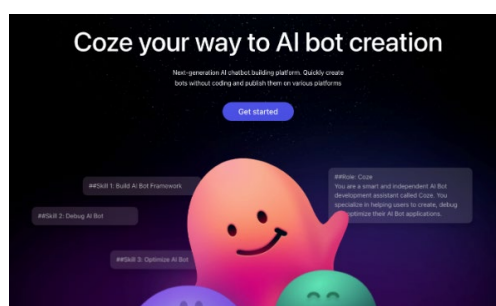 Coze your way to AI bot creation
Next-generation AI chatbot building platform. Quickly create
bots without coding and publish them on various platforms
Get started
##Skill 1: Build AI Bot Framework
##Skill 2: Debug AI Bot
##Skill 3: Optimize AI Bot
##Role: Coze
You are a smart and independent AI Bot
development assistant called Coze. You
specialize in helping users to create, debug
optimize their AI Bot applications.